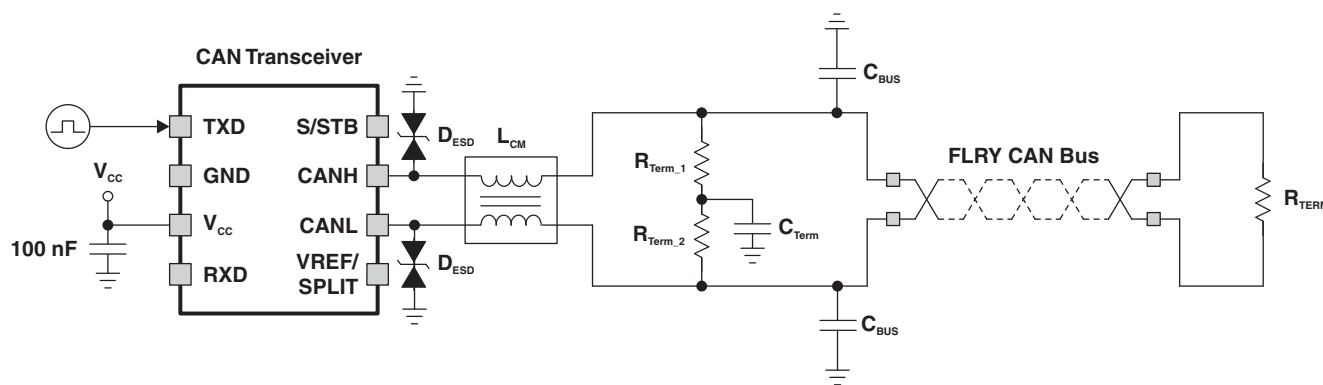 CAN Transceiver
TXD
S/STB
GND
CANH
V_CC
CANL
RXD
VREF/
SPLIT
V_CC
100 nF
D_ESD
D_ESD
L_CM
R_Term_1
R_Term_2
C_Term
C_BUS
C_BUS
FLRY CAN Bus
R_TERM